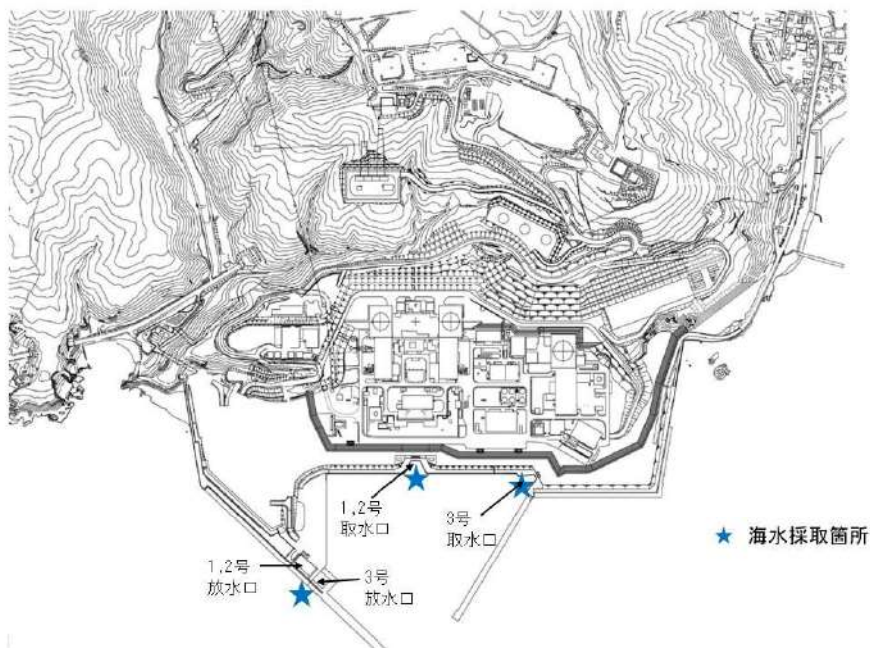 1,2号
取水口
3号
取水口
★ 海水採取箇所
1,2号
放水口
3号
放水口